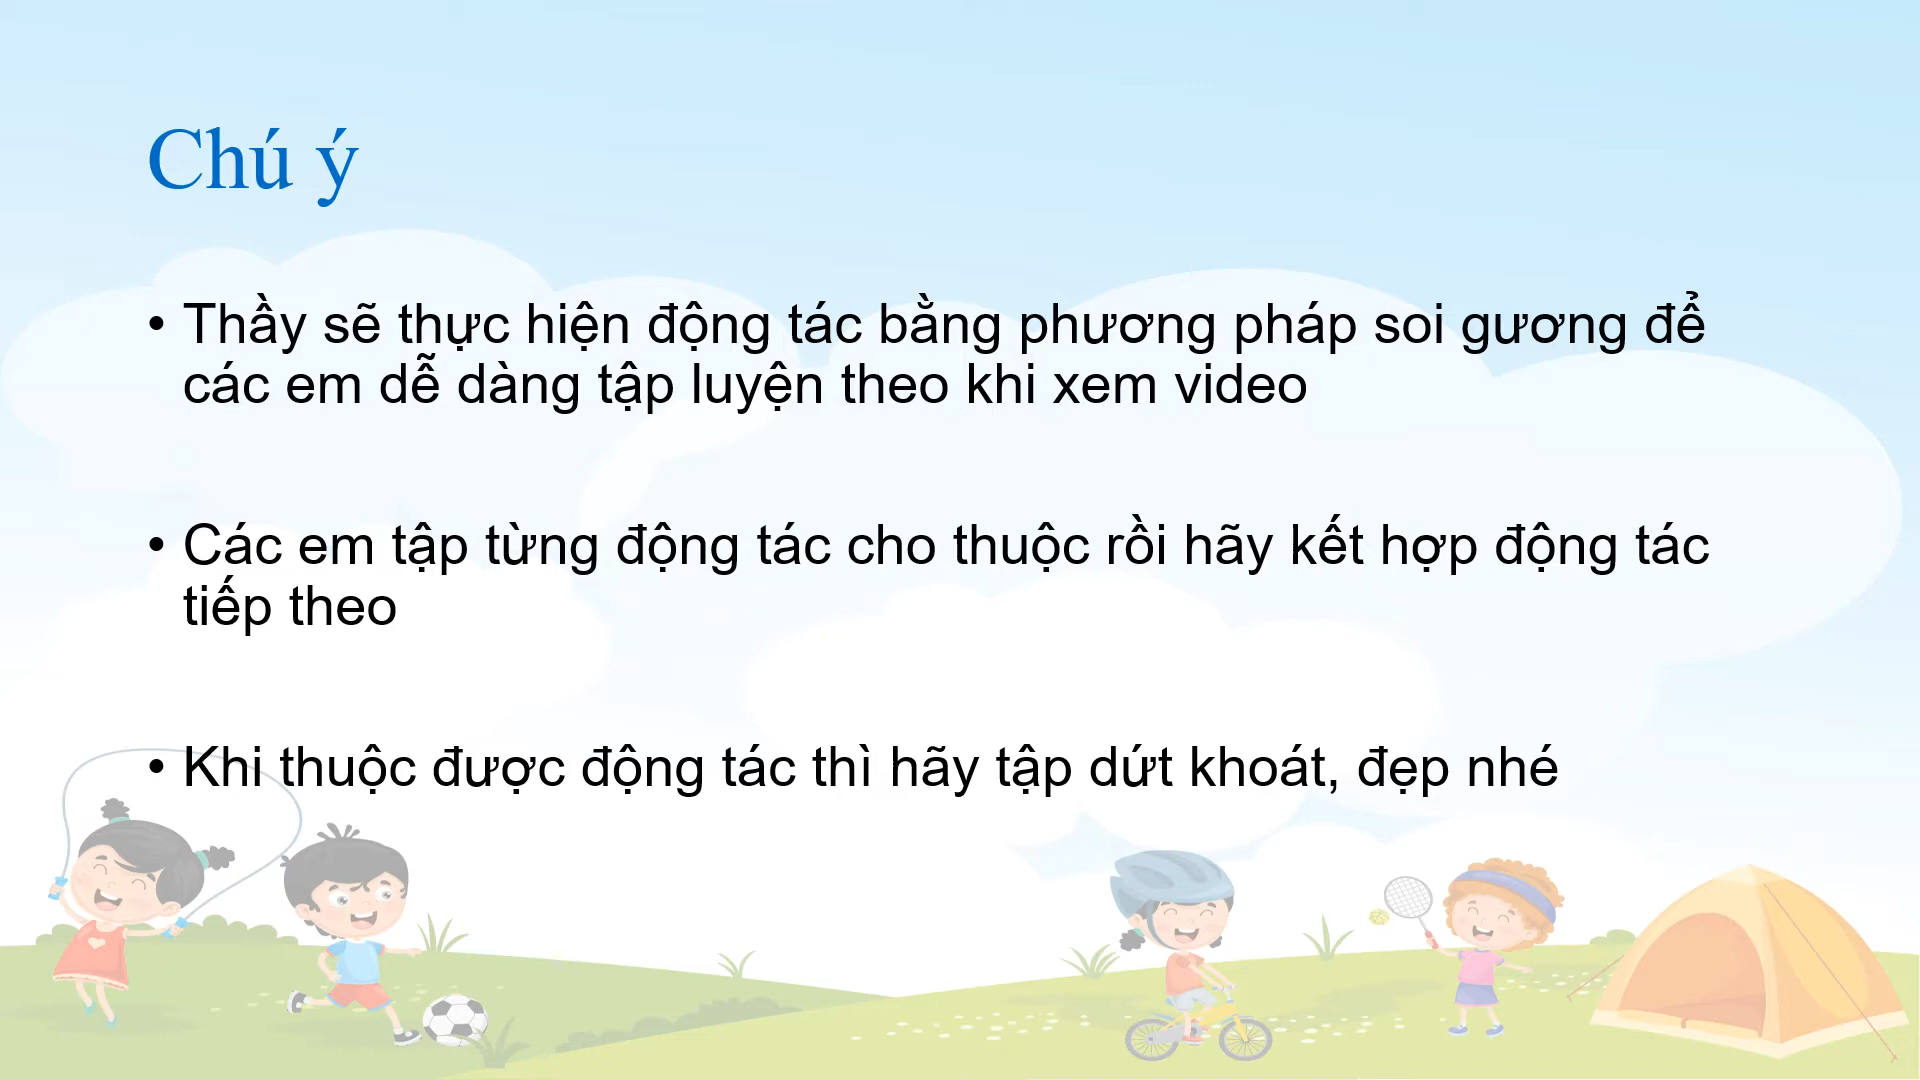 Chú ý
• Thầy sẽ thực hiện động tác bằng phương pháp soi gương để
các em dễ dàng tập luyện theo khi xem video
• Các em tập từng động tác cho thuộc rồi hãy kết hợp động tác
tiếp theo
• Khi thuộc được động tác thì hãy tập dứt khoát, đẹp nhé